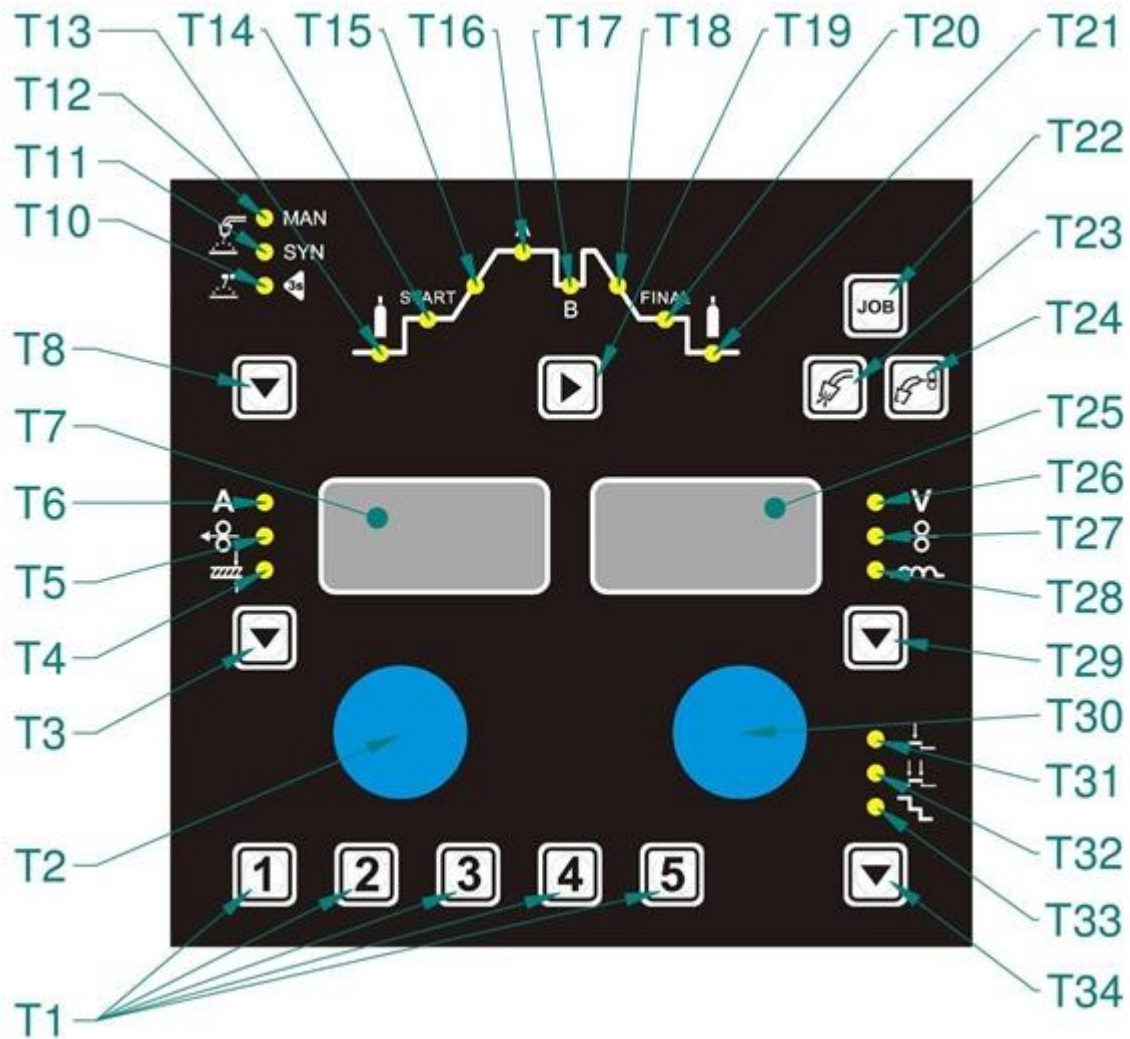 T13 T14 T15 T16 T17 T18 T19 T20 T21
T12
T22
T11
MAN
T10
SYN
T23
3s
A
START
B
FINAL
JOB
T24
T8
T7
T25
T6
A
V
T26
T5
T27
T4
T28
T3
T29
T30
T31
T2
1 2 3 4 5
T32
T33
T1
T34